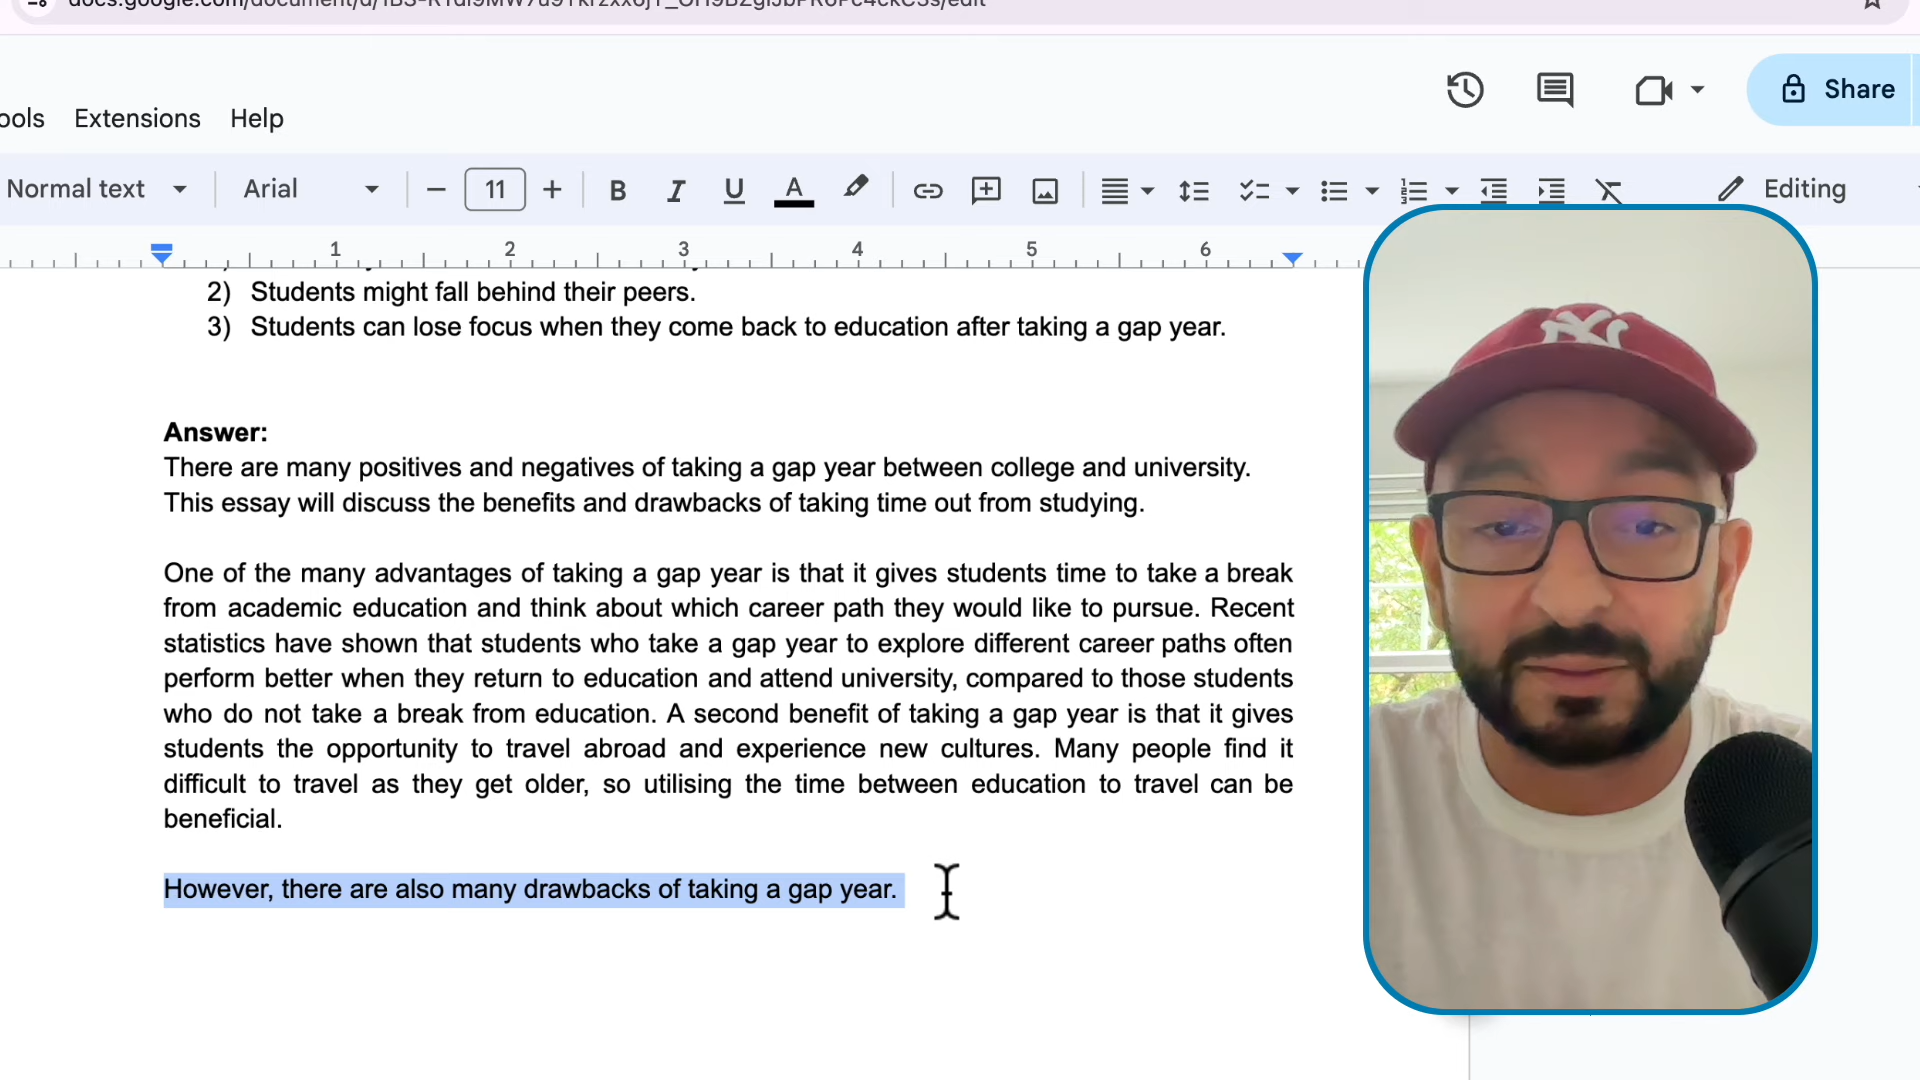 ools Extensions Help
Share
Normal text Arial 11 B I U A Editing
1 2 3 4 5 6
2) Students might fall behind their peers.
3) Students can lose focus when they come back to education after taking a gap year.
Answer:
There are many positives and negatives of taking a gap year between college and university.
This essay will discuss the benefits and drawbacks of taking time out from studying.
One of the many advantages of taking a gap year is that it gives students time to take a break
from academic education and think about which career path they would like to pursue. Recent
statistics have shown that students who take a gap year to explore different career paths often
perform better when they return to education and attend university, compared to those students
who do not take a break from education. A second benefit of taking a gap year is that it gives
students the opportunity to travel abroad and experience new cultures. Many people find it
difficult to travel as they get older, so utilising the time between education to travel can be
beneficial.
However, there are also many drawbacks of taking a gap year.
NY